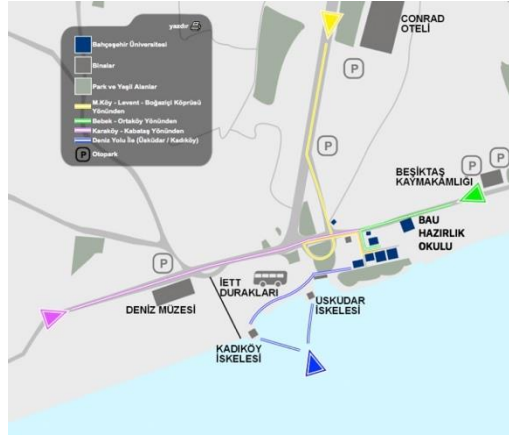 yazdır
Bahçeşehir Üniversitesi
Binalar
Park ve Yeşil Alanlar
M.Köy - Levent - Boğaziçi Köprüsü
Yönünden
Bebek - Ortaköy Yönünden
Karaköy - Kabataş Yönünden
Deniz Yolu İle (Üsküdar / Kadıköy)
P Otopark
CONRAD
OTELİ
P
P
P
P
BEŞİKTAŞ
KAYMAKAMLIĞI
BAU
HAZIRLIK
OKULU
P
İETT
DURAKLARI
DENİZ MÜZESİ
USKUDAR
İSKELESİ
KADIKÖY
İSKELESİ